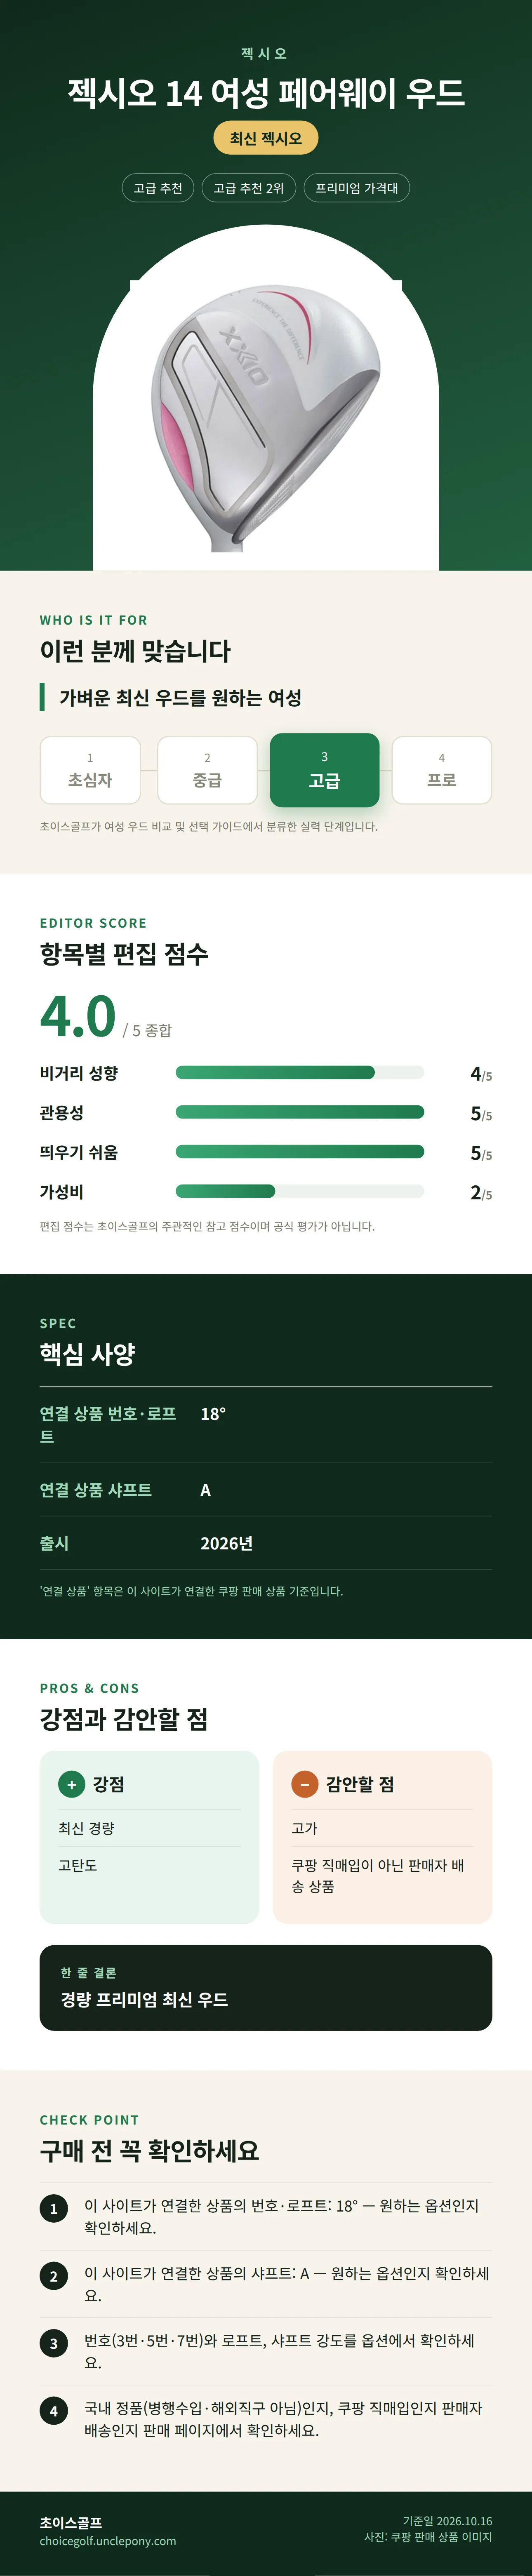 젝시오
젝시오 14 여성 페어웨이 우드
최신 젝시오
고급 추천
고급 추천 2위
프리미엄 가격대
EXPERIENCE THE DIFFERENCE
XXIO
WHO IS IT FOR
이런 분께 맞습니다
가벼운 최신 우드를 원하는 여성
1
초심자
2
중급
3
고급
4
프로
초이스골프가 여성 우드 비교 및 선택 가이드에서 분류한 실력 단계입니다.
EDITOR SCORE
항목별 편집 점수
4.0 / 5 종합
비거리 성향 4/5
관용성 5/5
띄우기 쉬움 5/5
가성비 2/5
편집 점수는 초이스골프의 주관적인 참고 점수이며 공식 평가가 아닙니다.
SPEC
핵심 사양
연결 상품 번호·로프 18°
트
연결 상품 샤프트 A
출시 2026년
'연결 상품' 항목은 이 사이트가 연결한 쿠팡 판매 상품 기준입니다.
PROS & CONS
강점과 감안할 점
+ 강점
최신 경량
고탄도
− 감안할 점
고가
쿠팡 직매입이 아닌 판매자 배
송 상품
한 줄 결론
경량 프리미엄 최신 우드
CHECK POINT
구매 전 꼭 확인하세요
1 이 사이트가 연결한 상품의 번호·로프트: 18° — 원하는 옵션인지
확인하세요.
2 이 사이트가 연결한 상품의 샤프트: A — 원하는 옵션인지 확인하세
요.
3 번호(3번·5번·7번)와 로프트, 샤프트 강도를 옵션에서 확인하세
요.
4 국내 정품(병행수입·해외직구 아님)인지, 쿠팡 직매입인지 판매자
배송인지 판매 페이지에서 확인하세요.
초이스골프
choicegolf.unclepony.com
기준일 2026.10.16
사진: 쿠팡 판매 상품 이미지